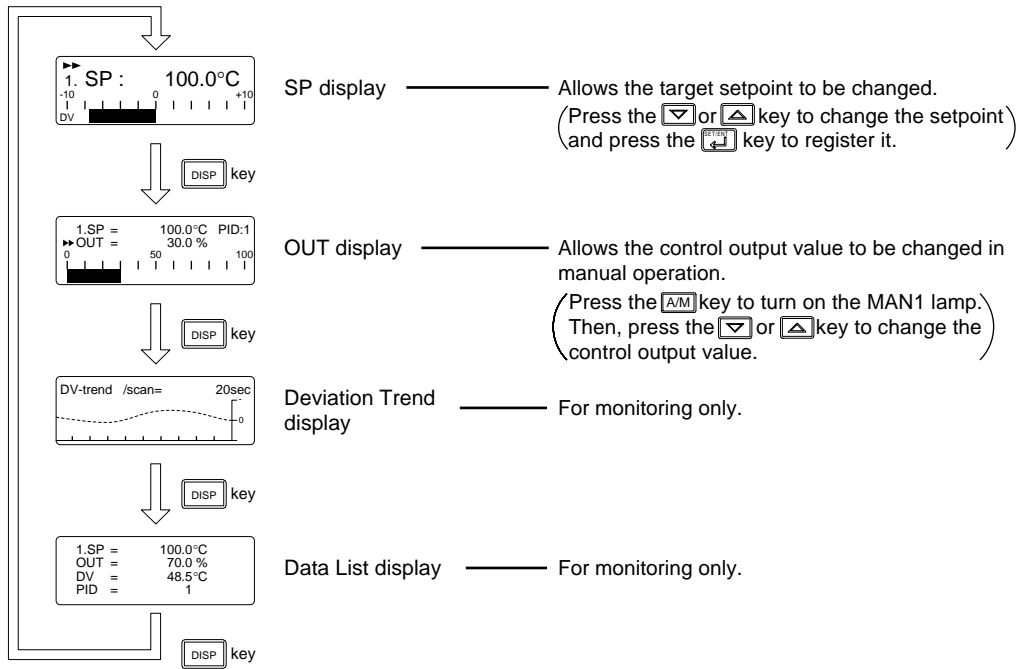 ▶▶
1. SP : 100.0°C
-10 0 +10
DV
SP display
Allows the target setpoint to be changed.
(Press the ▽ or △ key to change the setpoint
and press the SET/ENT key to register it.)
DISP key
1.SP = 100.0°C PID:1
▶▶OUT = 30.0 %
0 50 100
OUT display
Allows the control output value to be changed in
manual operation.
(Press the A/M key to turn on the MAN1 lamp.
Then, press the ▽ or △ key to change the
control output value.)
DISP key
DV-trend /scan= 20sec
0
Deviation Trend
display
For monitoring only.
DISP key
1.SP = 100.0°C
OUT = 70.0 %
DV = 48.5°C
PID = 1
Data List display
For monitoring only.
DISP key